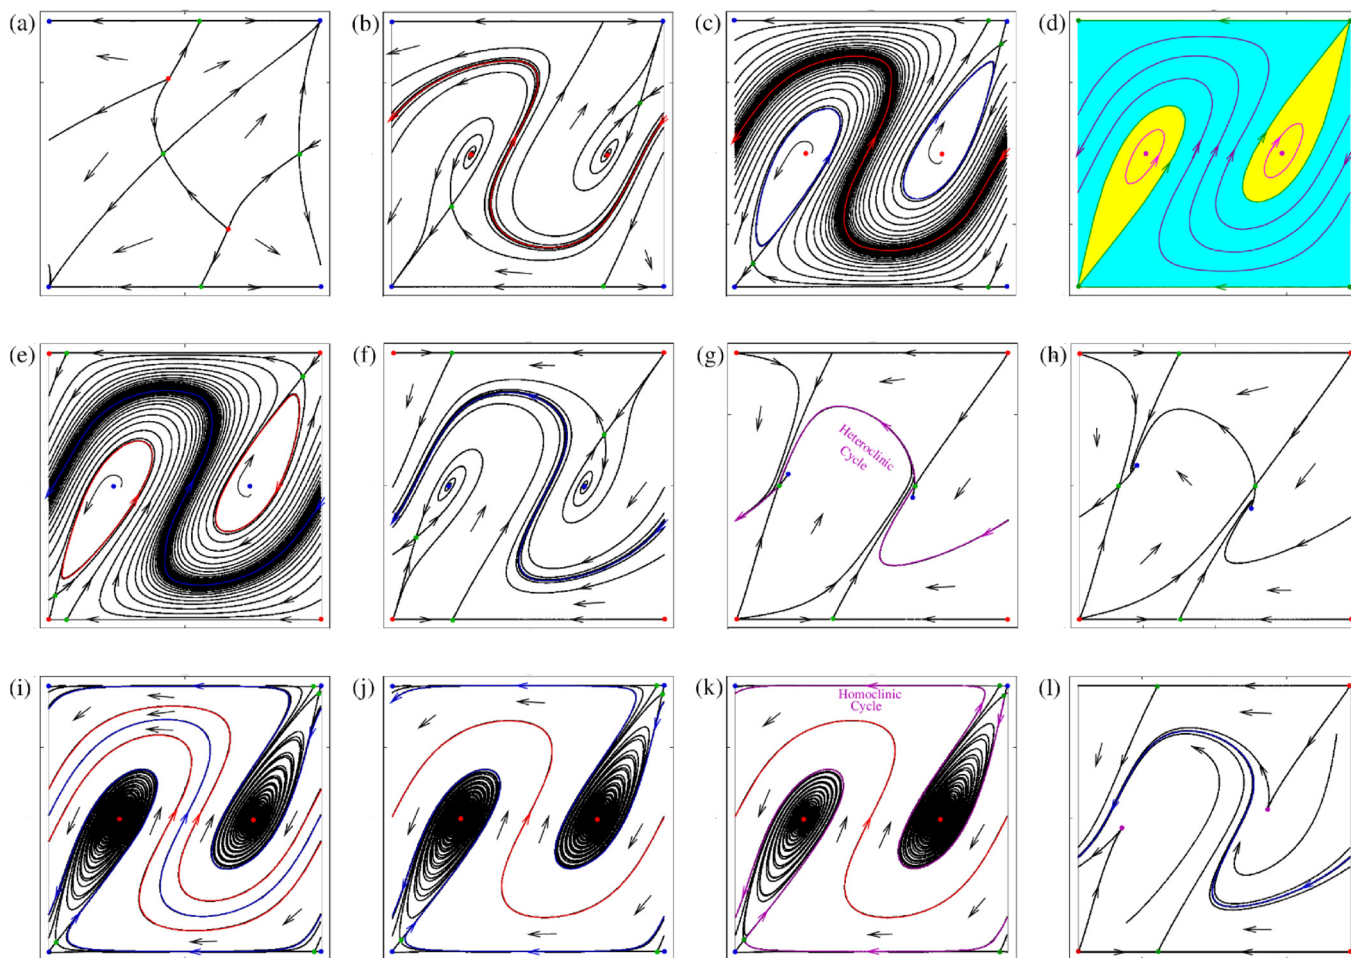 (a)
(b)
(c)
(d)
(e)
(f)
(g)
Heteroclinic
Cycle
(h)
(i)
(j)
(k)
Homoclinic
Cycle
(l)